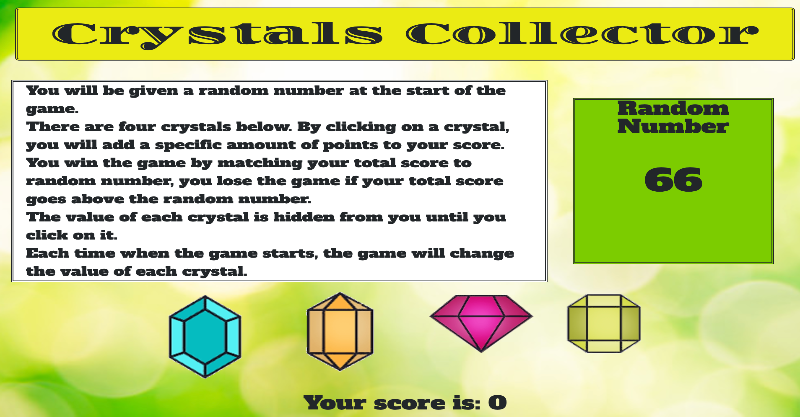 Crystals Collector
You will be given a random number at the start of the
game.
There are four crystals below. By clicking on a crystal,
you will add a specific amount of points to your score.
You win the game by matching your total score to
random number, you lose the game if your total score
goes above the random number.
The value of each crystal is hidden from you until you
click on it.
Each time when the game starts, the game will change
the value of each crystal.
Random
Number
66
Your score is: 0